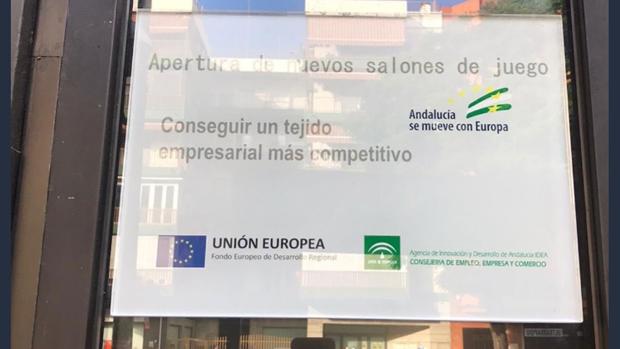 Apertura de nuevos salones de juego
Andalucía
se mueve con Europa
Conseguir un tejido
empresarial más competitivo
UNIÓN EUROPEA
Fondo Europeo de Desarrollo Regional
Agencia de Innovación y Desarrollo de Andalucía IDEA
CONSEJERÍA DE EMPLEO, EMPRESA Y COMERCIO